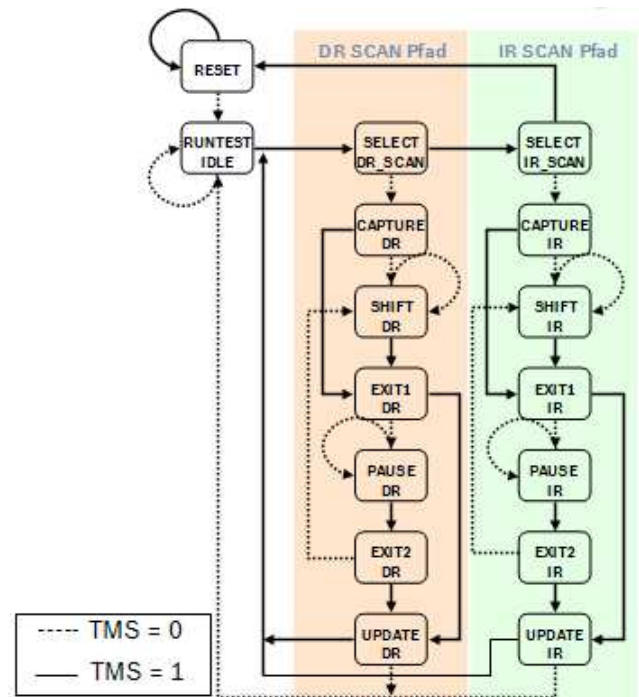 DR SCAN Pfad
IR SCAN Pfad
RESET
RUNTEST
IDLE
SELECT
DR_SCAN
SELECT
IR_SCAN
CAPTURE
DR
CAPTURE
IR
SHIFT
DR
SHIFT
IR
EXIT1
DR
EXIT1
IR
PAUSE
DR
PAUSE
IR
EXIT2
DR
EXIT2
IR
UPDATE
DR
UPDATE
IR
TMS = 0
TMS = 1